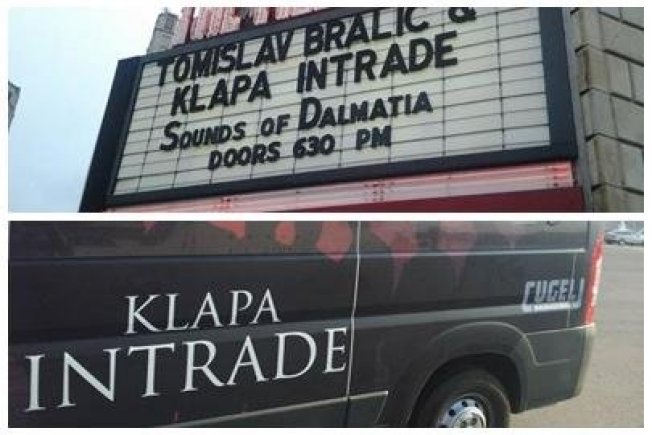 TOMISLAV BRALIC &
KLAPA INTRADE
SOUNDS OF DALMATIA
DOORS 630 PM
KLAPA
INTRADE
CUGELJ